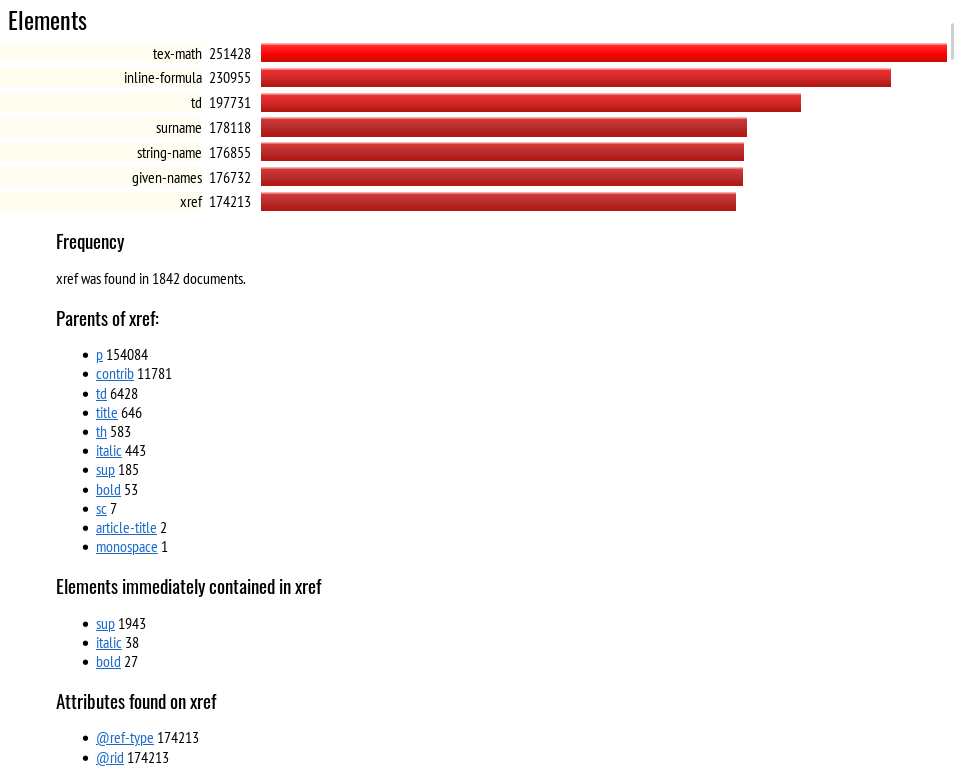 Elements
tex-math 251428
inline-formula 230955
td 197731
surname 178118
string-name 176855
given-names 176732
xref 174213
Frequency
xref was found in 1842 documents.
Parents of xref:
• p 154084
• contrib 11781
• td 6428
• title 646
• th 583
• italic 443
• sup 185
• bold 53
• sc 7
• article-title 2
• monospace 1
Elements immediately contained in xref
• sup 1943
• italic 38
• bold 27
Attributes found on xref
• @ref-type 174213
• @rid 174213